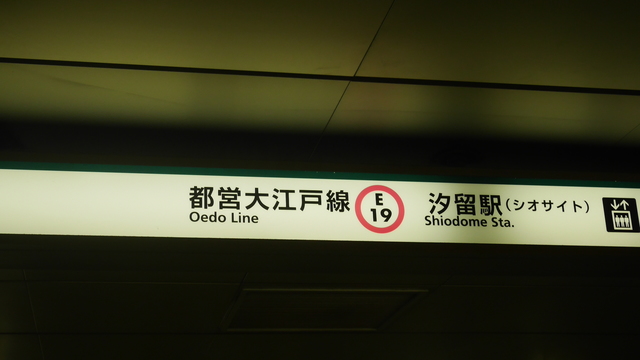 都営大江戸線
Oedo Line
E
19
汐留駅(シオサイト)
Shiodome Sta.